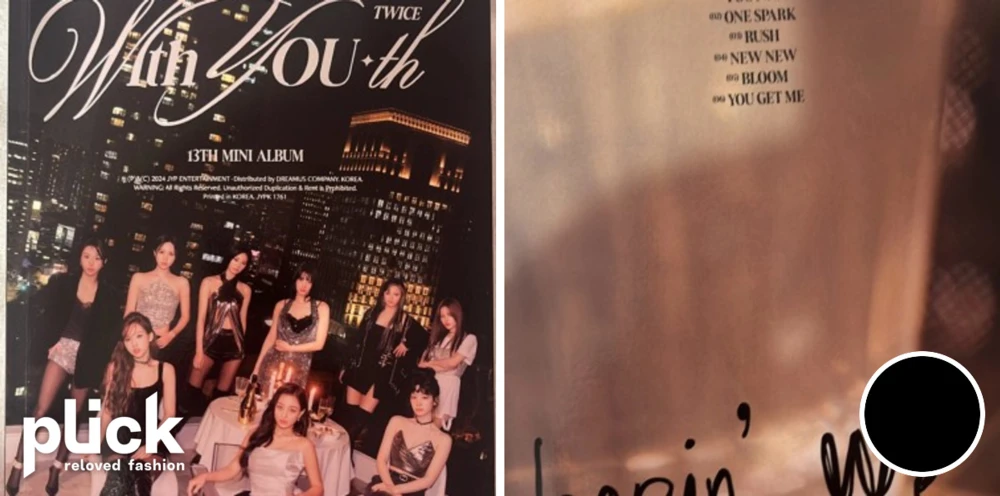 TWICE
With YOU-th
13TH MINI ALBUM
(P)&(C) 2024 JYP ENTERTAINMENT · Distributed by DREAMUS COMPANY. KOREA.
WARNING: All Rights Reserved. Unauthorized Duplication & Rent is Prohibited.
Printed in KOREA. JYPK 1761
plick
reloved fashion
ONE SPARK
RUSH
NEW NEW
BLOOM
YOU GET ME